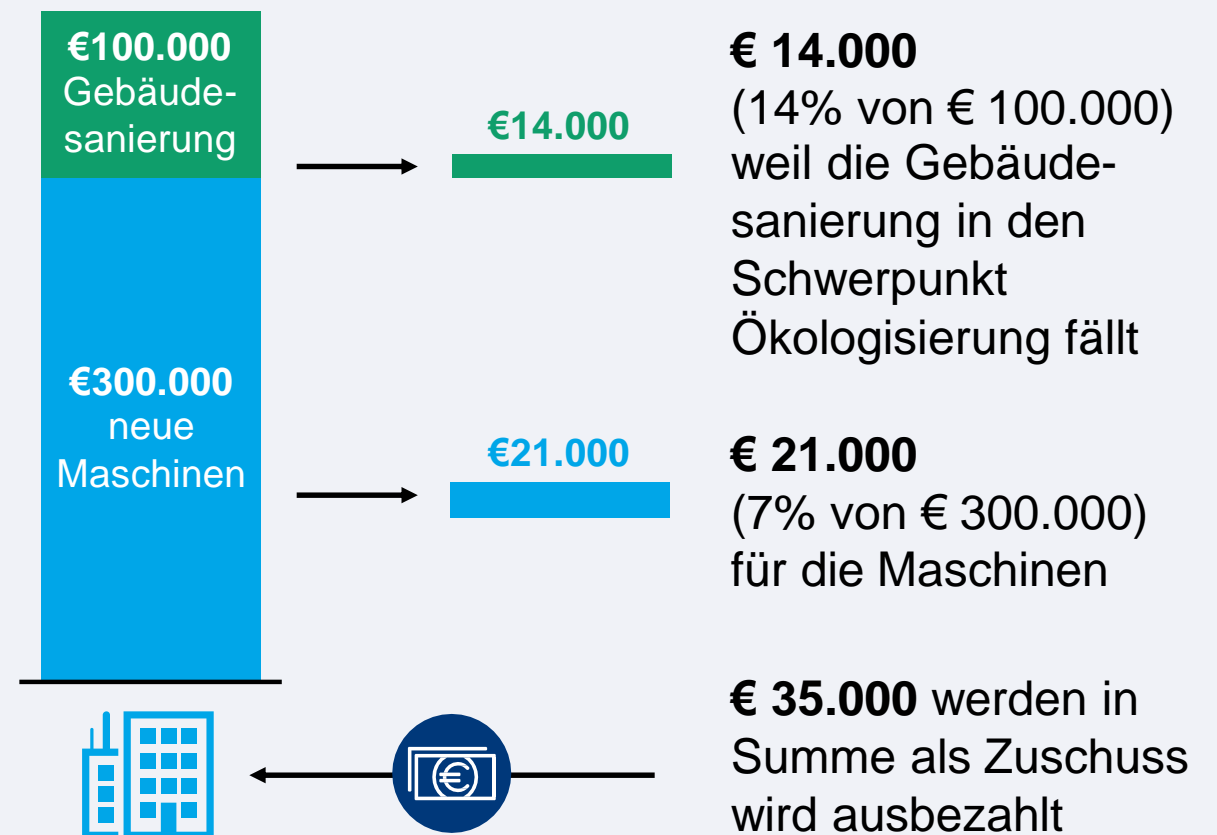 €100.000
Gebäude-
sanierung
€300.000
neue
Maschinen
€14.000
€21.000
€ 14.000
(14% von € 100.000)
weil die Gebäude-
sanierung in den
Schwerpunkt
Ökologisierung fällt
€ 21.000
(7% von € 300.000)
für die Maschinen
€ 35.000 werden in
Summe als Zuschuss
wird ausbezahlt
€